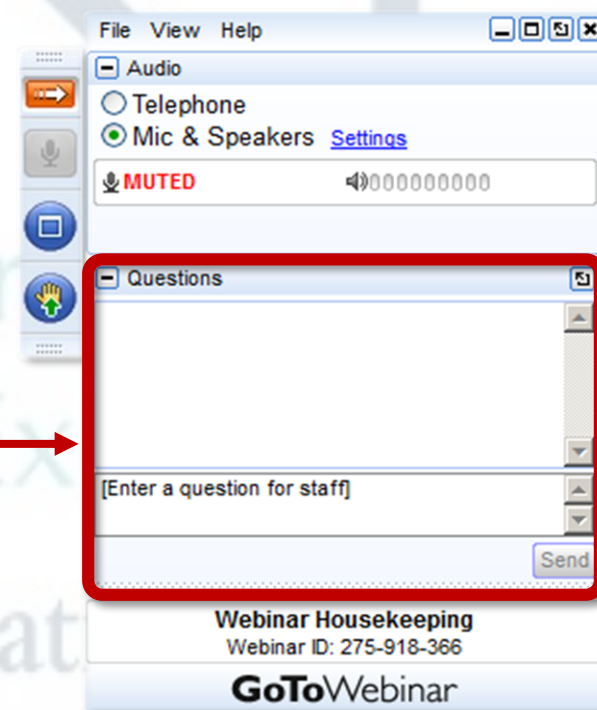 File View Help
Audio
Telephone
Mic & Speakers Settings
MUTED 000000000
Questions
[Enter a question for staff]
Send
Webinar Housekeeping
Webinar ID: 275-918-366
GoToWebinar
at